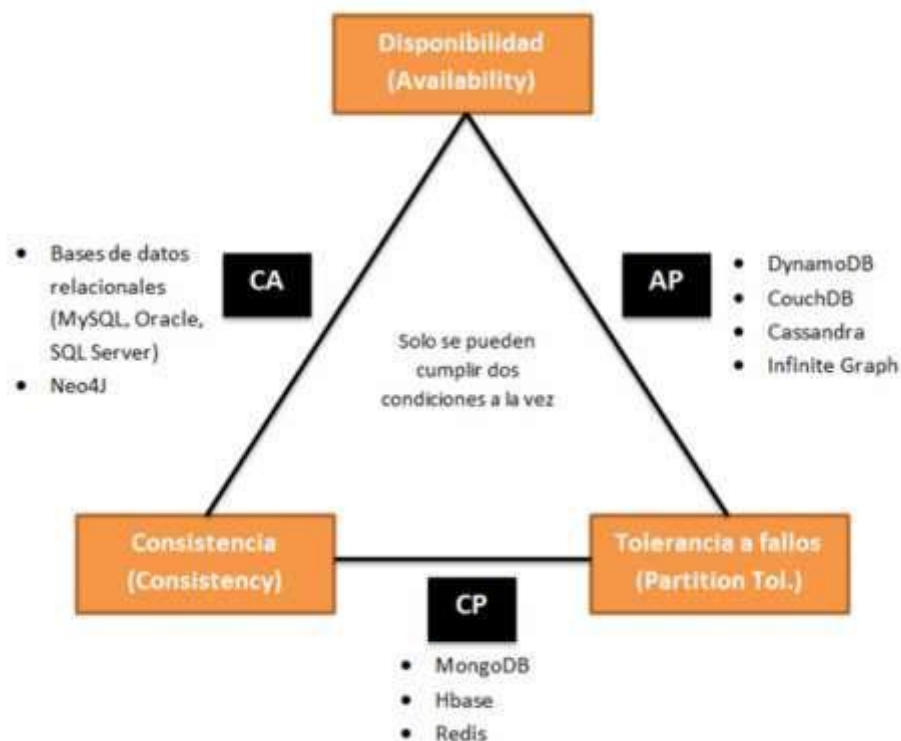 Disponibilidad
(Availability)
• Bases de datos
relacionales
(MySQL, Oracle,
SQL Server)
• Neo4J
CA
AP
• DynamoDB
• CouchDB
• Cassandra
• Infinite Graph
Solo se pueden
cumplir dos
condiciones a la vez
Consistencia
(Consistency)
Tolerancia a fallos
(Partition Tol.)
CP
• MongoDB
• Hbase
• Redis